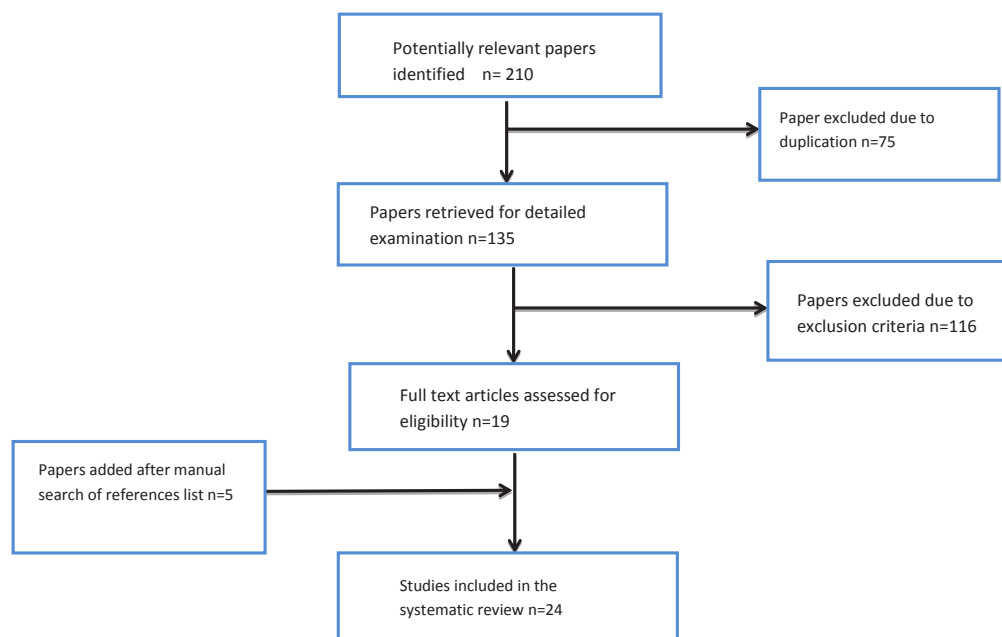 Potentially relevant papers
identified n= 210
Paper excluded due to
duplication n=75
Papers retrieved for detailed
examination n=135
Papers excluded due to
exclusion criteria n=116
Full text articles assessed for
eligibility n=19
Papers added after manual
search of references list n=5
Studies included in the
systematic review n=24